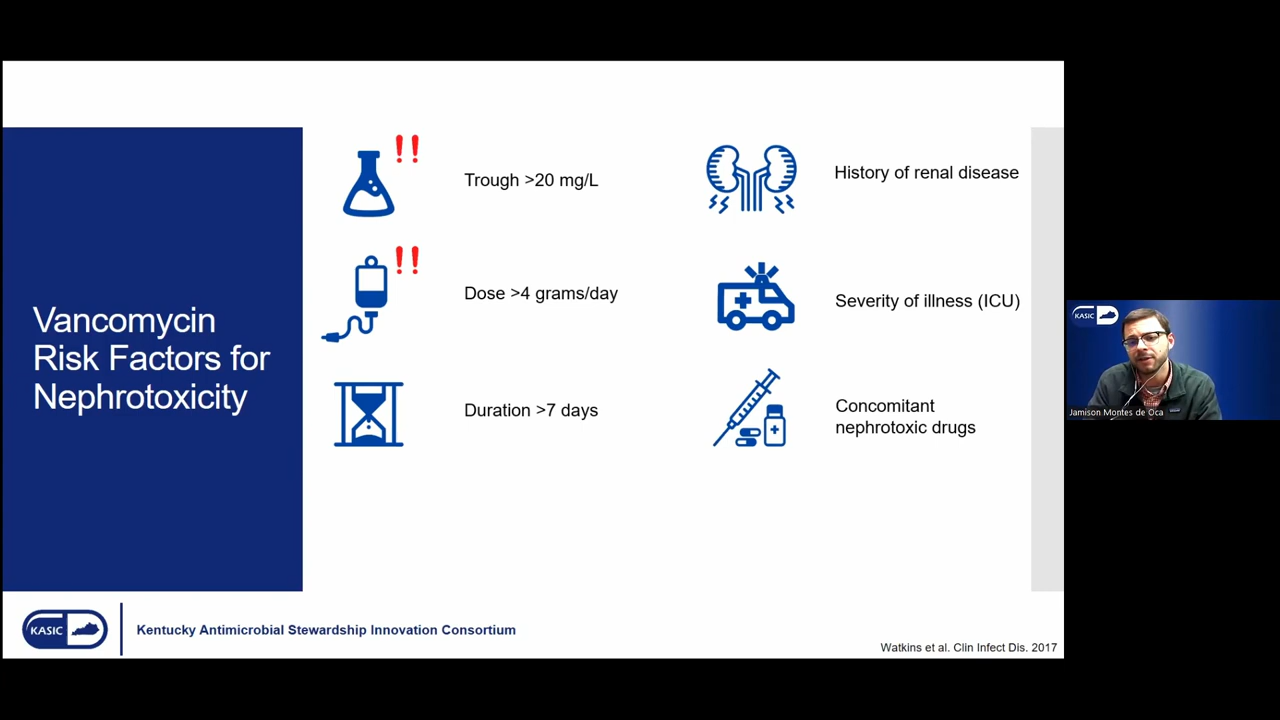 Vancomycin
Risk Factors for
Nephrotoxicity
!!
Trough >20 mg/L
!!
Dose >4 grams/day
Duration >7 days
History of renal disease
Severity of illness (ICU)
Concomitant
nephrotoxic drugs
KASIC
Kentucky Antimicrobial Stewardship Innovation Consortium
Watkins et al. Clin Infect Dis. 2017
KASIC
Jamison Montes de Oca